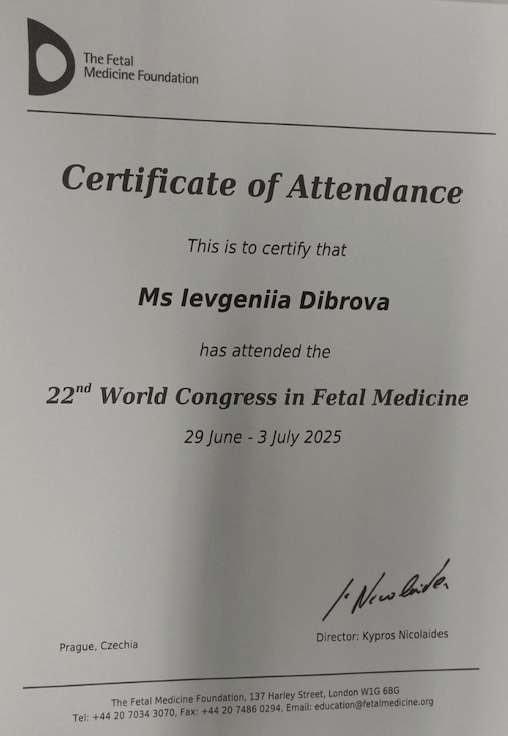 The Fetal
Medicine Foundation
Certificate of Attendance
This is to certify that
Ms Ievgeniia Dibrova
has attended the
22nd World Congress in Fetal Medicine
29 June - 3 July 2025
Nicolaides
Prague, Czechia
Director: Kypros Nicolaides
The Fetal Medicine Foundation, 137 Harley Street, London W1G 6BG
Tel: +44 20 7034 3070, Fax: +44 20 7486 0294, Email: education@fetalmedicine.org